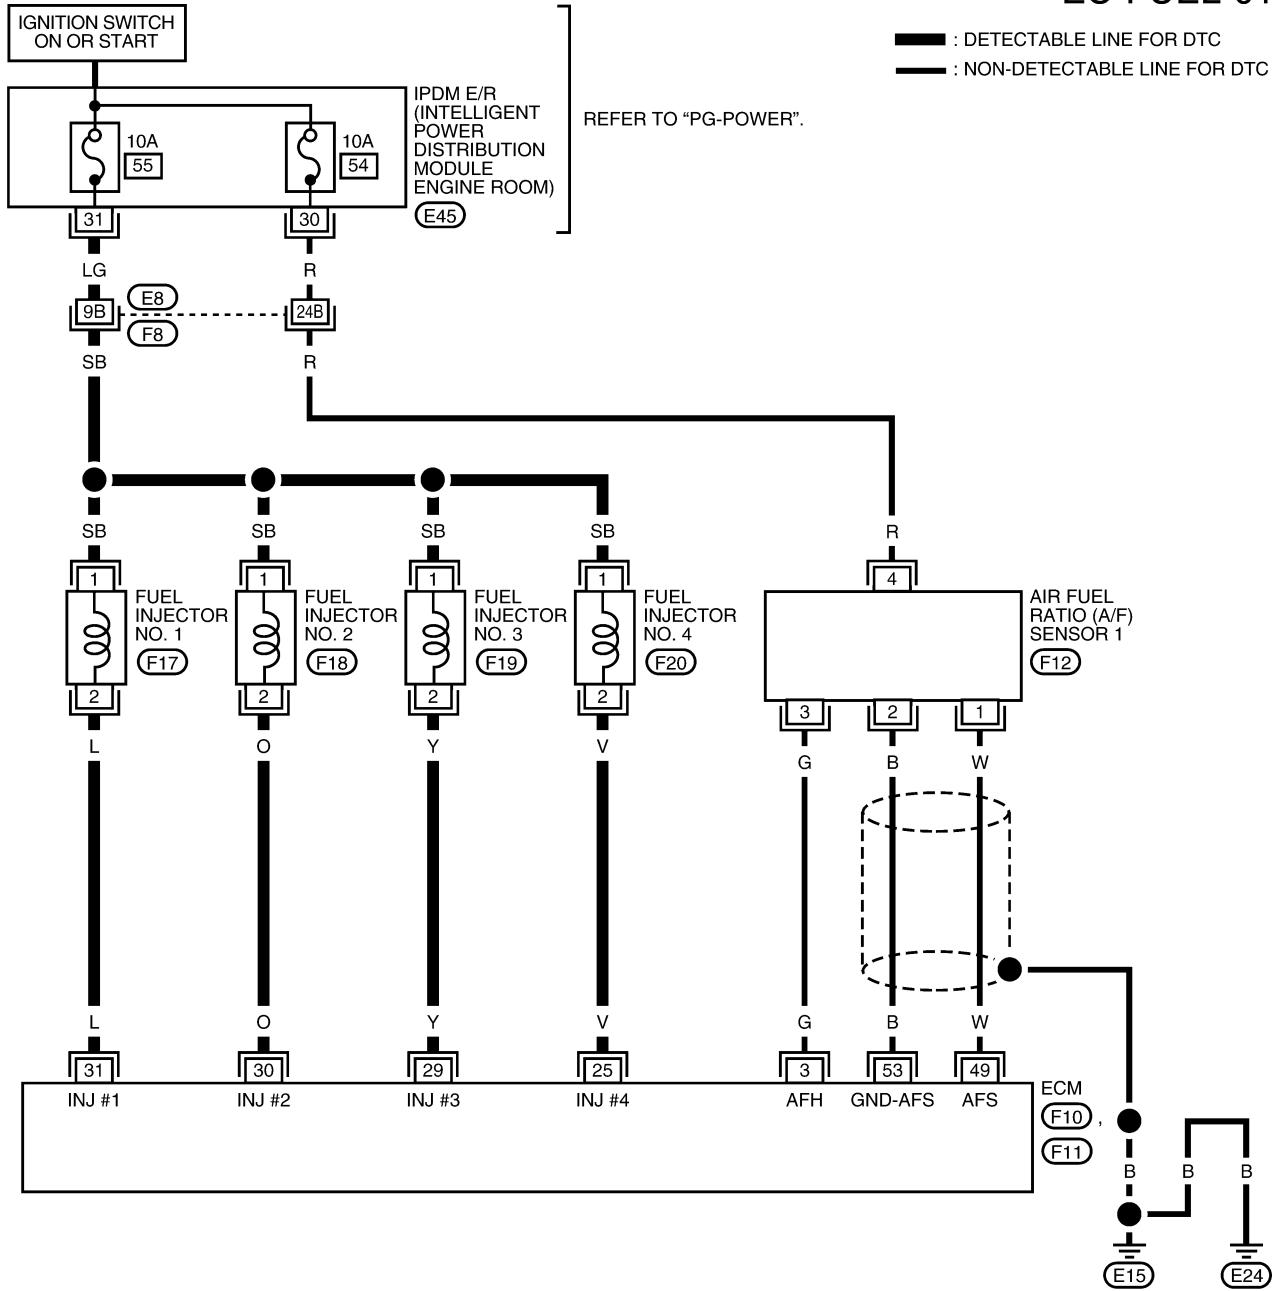 IGNITION SWITCH
ON OR START
: DETECTABLE LINE FOR DTC
: NON-DETECTABLE LINE FOR DTC
IPDM E/R
(INTELLIGENT
POWER
DISTRIBUTION
MODULE
ENGINE ROOM)
E45
REFER TO “PG-POWER”.
10A
55
10A
54
31
30
LG
R
9B
E8
F8
24B
SB
R
SB
SB
SB
SB
R
1
1
1
1
4
FUEL
INJECTOR
NO. 1
F17
FUEL
INJECTOR
NO. 2
F18
FUEL
INJECTOR
NO. 3
F19
FUEL
INJECTOR
NO. 4
F20
AIR FUEL
RATIO (A/F)
SENSOR 1
F12
2
2
2
2
3
2
1
L
O
Y
V
G
B
W
L
O
Y
V
G
B
W
31
30
29
25
3
53
49
INJ #1
INJ #2
INJ #3
INJ #4
AFH
GND-AFS
AFS
ECM
F10 ,
F11
B
B
B
E15
E24